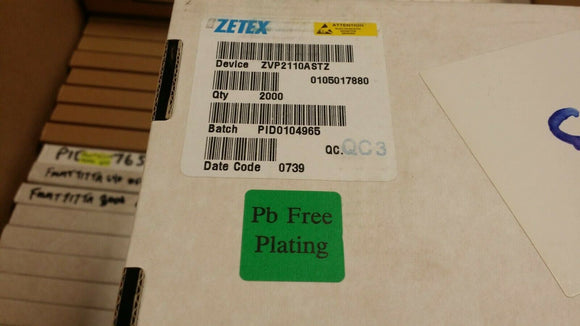 ZETEX
ATTENTION
Device ZVP2110ASTZ
0105017880
Qty 2000
Batch PID0104965
QC. QC3
Date Code 0739
Pb Free
Plating